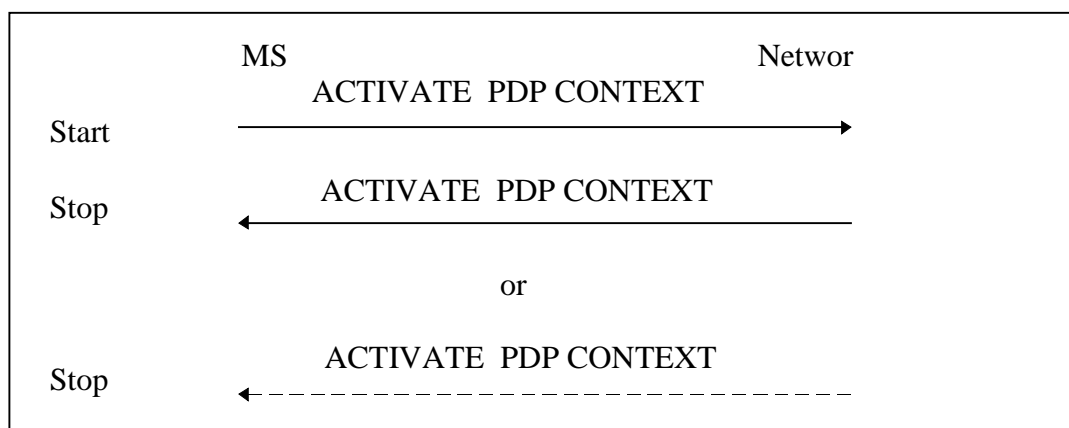 MS Networ
ACTIVATE PDP CONTEXT
Start
ACTIVATE PDP CONTEXT
Stop
or
ACTIVATE PDP CONTEXT
Stop